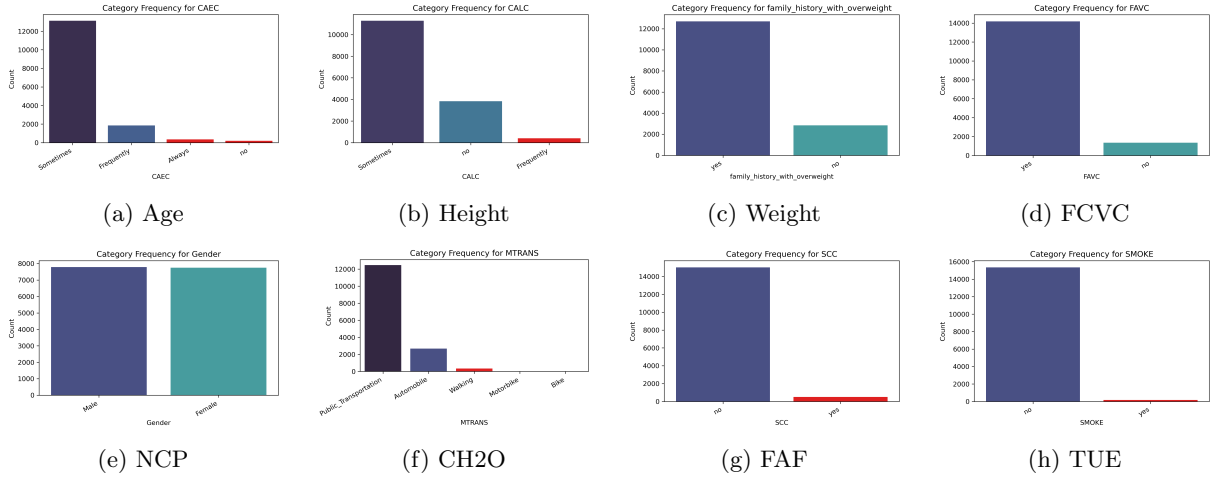 Category Frequency for CAEC
12000
10000
8000
6000
4000
2000
0
Count
Sometimes
Frequently
Always
no
CAEC
(a) Age
Category Frequency for CALC
10000
8000
6000
4000
2000
0
Count
Sometimes
no
Frequently
CALC
(b) Height
Category Frequency for family_history_with_overweight
12000
10000
8000
6000
4000
2000
0
Count
yes
no
family_history_with_overweight
(c) Weight
Category Frequency for FAVC
14000
12000
10000
8000
6000
4000
2000
0
Count
yes
no
FAVC
(d) FCVC
Category Frequency for Gender
8000
7000
6000
5000
4000
3000
2000
1000
0
Count
Male
Female
Gender
(e) NCP
Category Frequency for MTRANS
12000
10000
8000
6000
4000
2000
0
Count
Public_Transportation
Automobile
Walking
Motorbike
Bike
MTRANS
(f) CH2O
Category Frequency for SCC
14000
12000
10000
8000
6000
4000
2000
0
Count
no
yes
SCC
(g) FAF
Category Frequency for SMOKE
16000
14000
12000
10000
8000
6000
4000
2000
0
Count
no
yes
SMOKE
(h) TUE